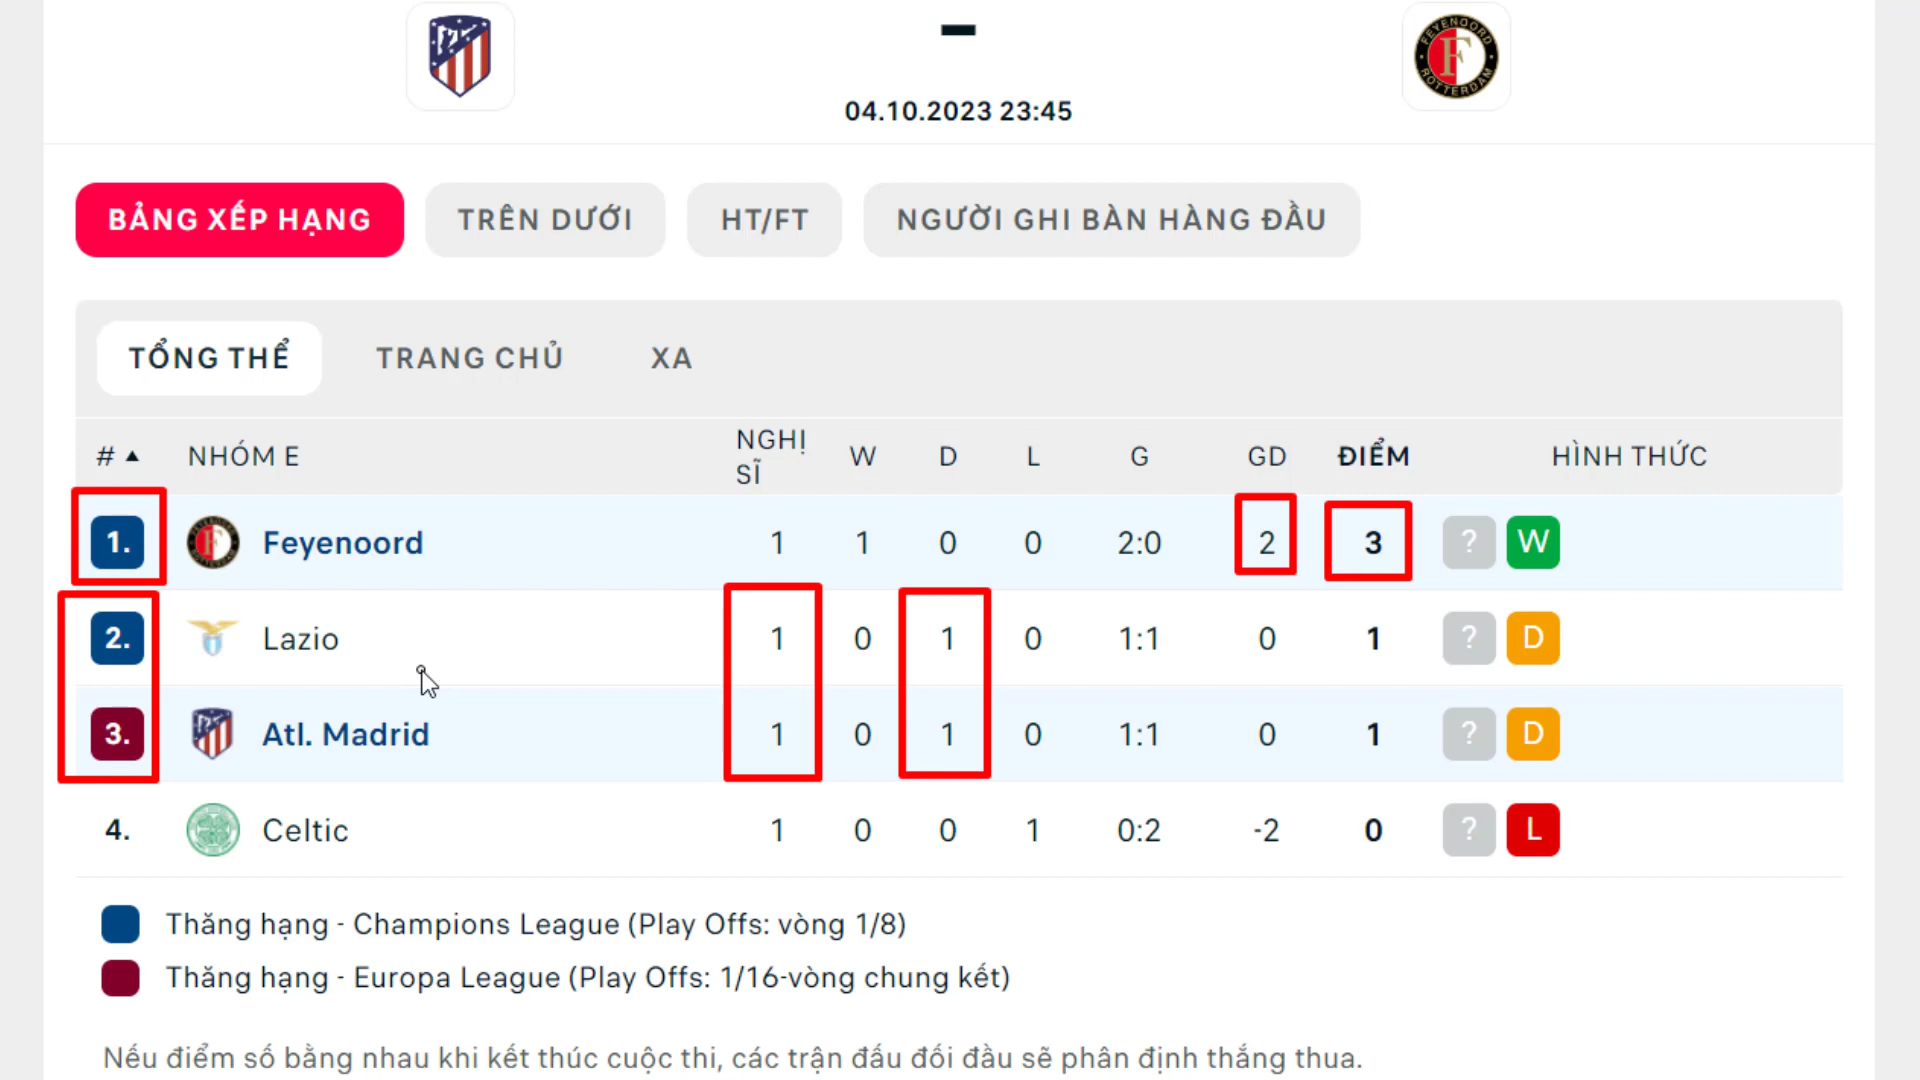 04.10.2023 23:45
BẢNG XẾP HẠNG TRÊN DƯỚI HT/FT NGƯỜI GHI BÀN HÀNG ĐẦU
TỔNG THỂ TRANG CHỦ XA
# NHÓM E NGHỊ SĨ W D L G GD ĐIỂM HÌNH THỨC
1. FEYENOORD ROTTERDAM Feyenoord 1 1 0 0 2:0 2 3 ? W
2. Lazio 1 0 1 0 1:1 0 1 ? D
3. Atl. Madrid 1 0 1 0 1:1 0 1 ? D
4. Celtic 1 0 0 1 0:2 -2 0 ? L
Thăng hạng - Champions League (Play Offs: vòng 1/8)
Thăng hạng - Europa League (Play Offs: 1/16-vòng chung kết)
Nếu điểm số bằng nhau khi kết thúc cuộc thi, các trận đấu đối đầu sẽ phân định thắng thua.